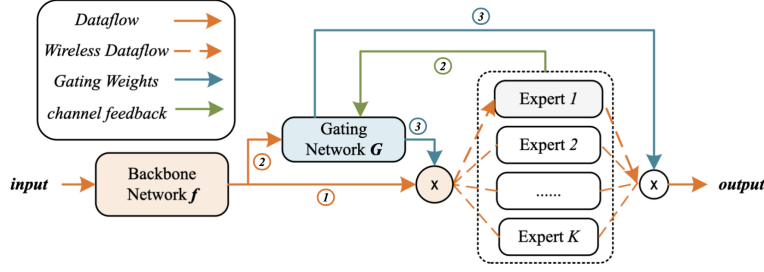 Dataflow
Wireless Dataflow
Gating Weights
channel feedback
3
2
Expert 1
Gating
Network G
3
Expert 2
2
input
Backbone
Network f
1
x
......
x
output
Expert K